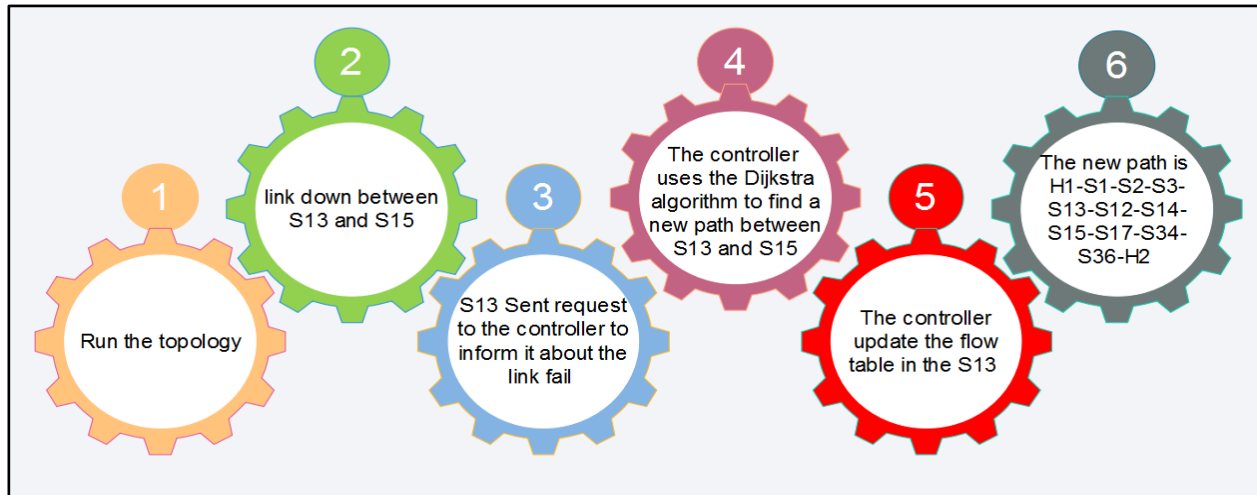 1
Run the topology
2
link down between
S13 and S15
3
S13 Sent request
to the controller to
inform it about the
link fail
4
The controller
uses the Dijkstra
algorithm to find a
new path between
S13 and S15
5
The controller
update the flow
table in the S13
6
The new path is
H1-S1-S2-S3-
S13-S12-S14-
S15-S17-S34-
S36-H2